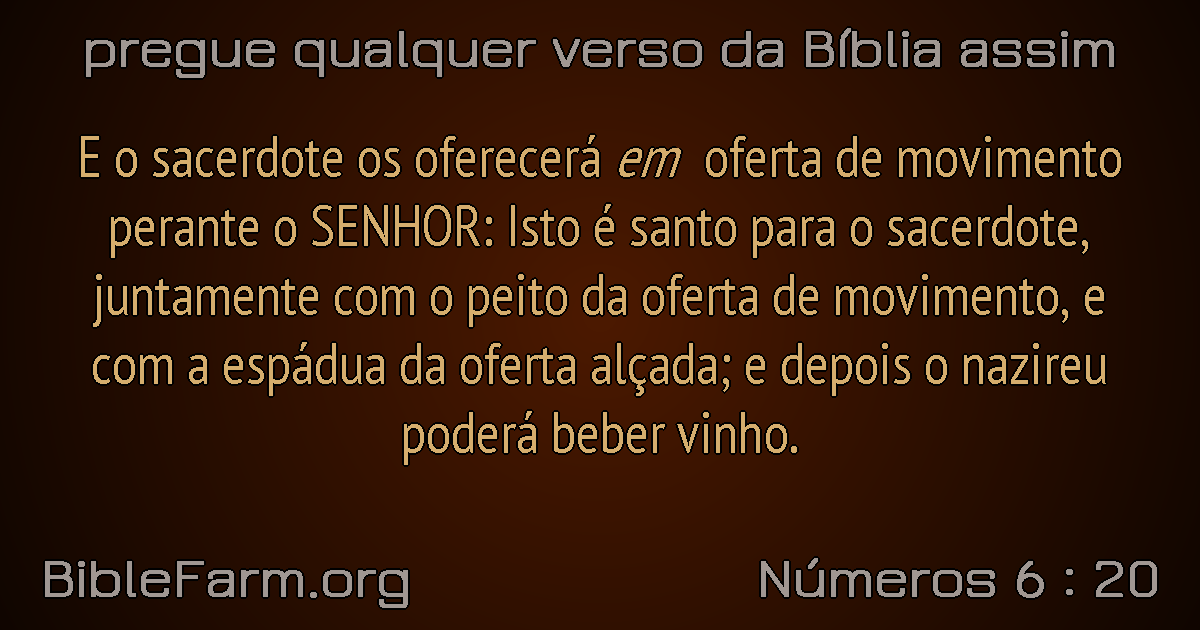 pregue qualquer verso da Bíblia assim
E o sacerdote os oferecerá em oferta de movimento
perante o SENHOR: Isto é santo para o sacerdote,
juntamente com o peito da oferta de movimento, e
com a espádua da oferta alçada; e depois o nazireu
poderá beber vinho.
BibleFarm.org
Números 6 : 20